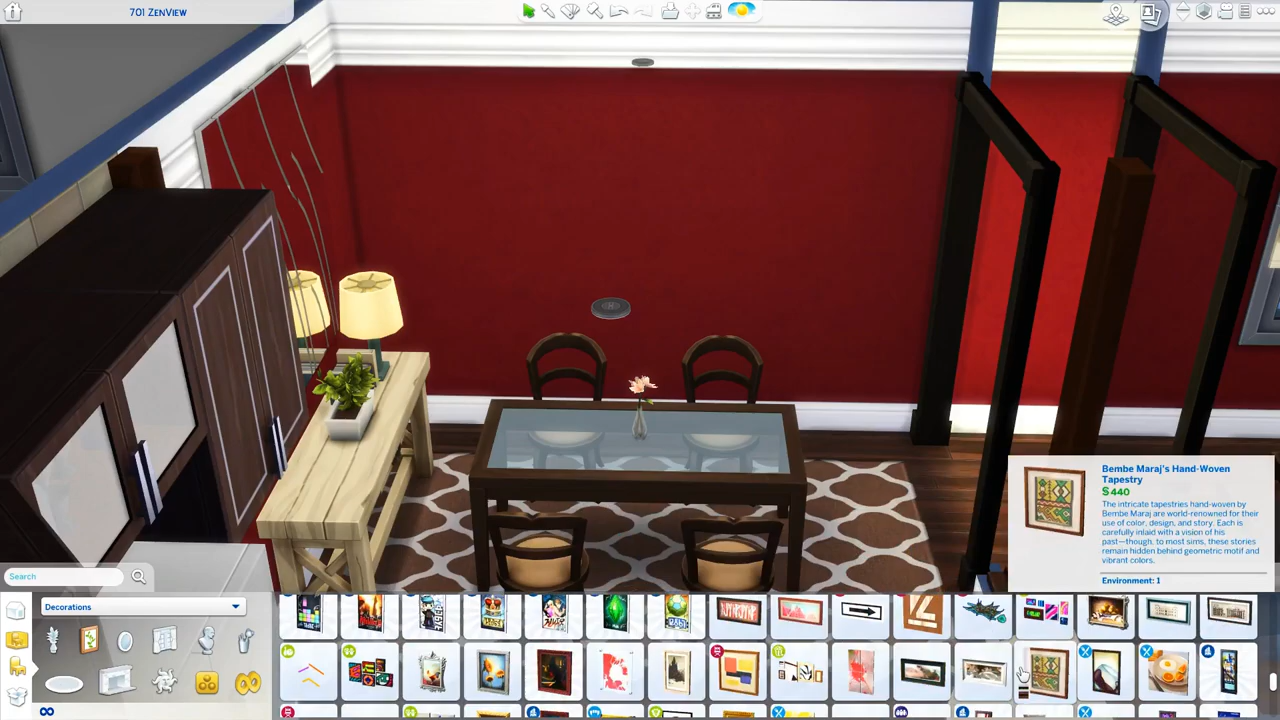 701 ZENVIEW
Bembe Maraj's Hand-Woven
Tapestry
$440
The intricate tapestries hand-woven by
Bembe Maraj are world-renowned for their
use of color, design, and story. Each is
carefully inlaid with a vision of his
past—though, to most sims, these stories
remain hidden behind geometric motif and
vibrant colors.
Environment: 1
Search
Decorations